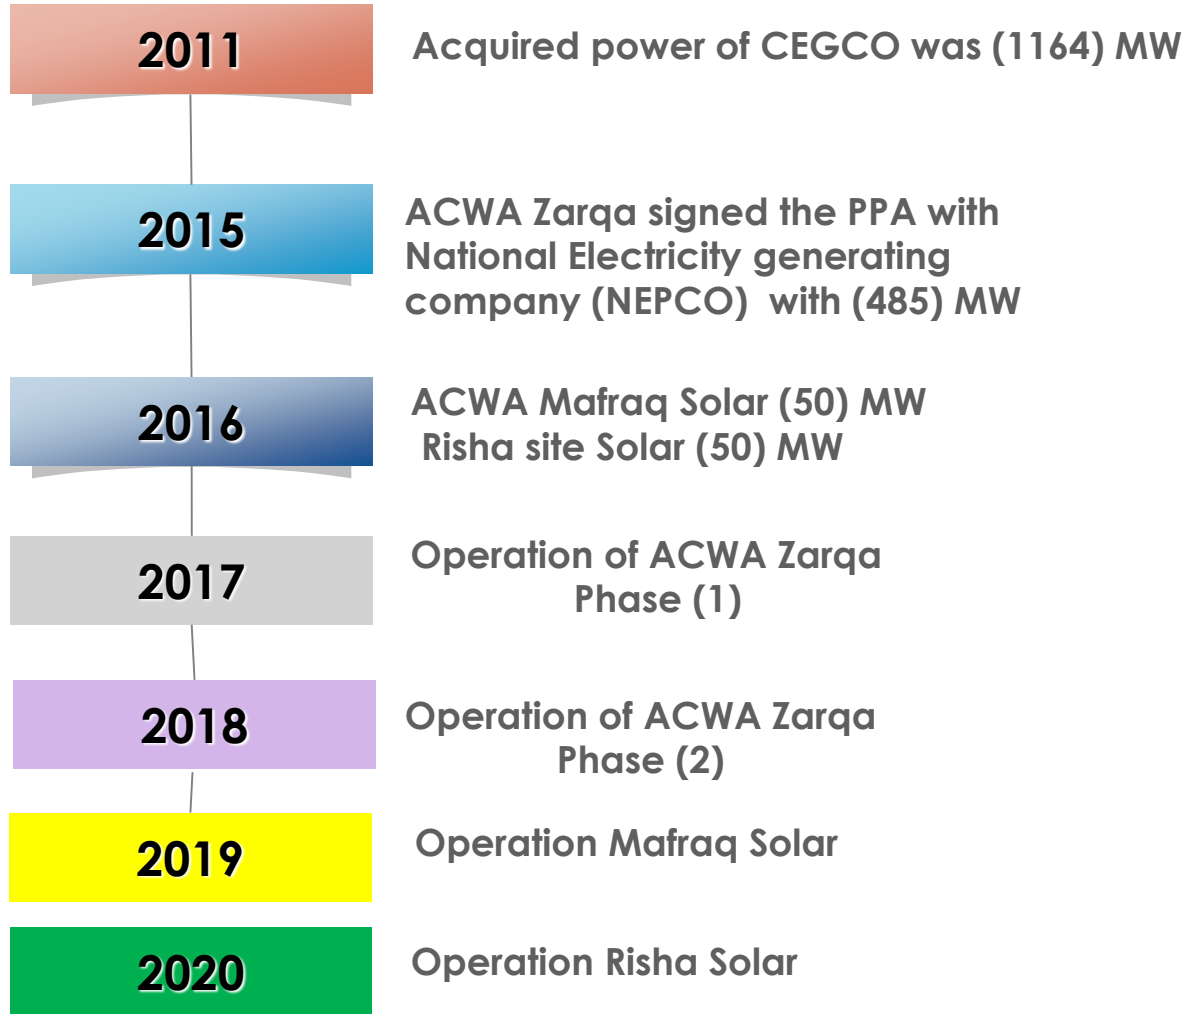 2011
Acquired power of CEGCO was (1164) MW
2015
ACWA Zarqa signed the PPA with
National Electricity generating
company (NEPCO) with (485) MW
2016
ACWA Mafraq Solar (50) MW
Risha site Solar (50) MW
2017
Operation of ACWA Zarqa
Phase (1)
2018
Operation of ACWA Zarqa
Phase (2)
2019
Operation Mafraq Solar
2020
Operation Risha Solar